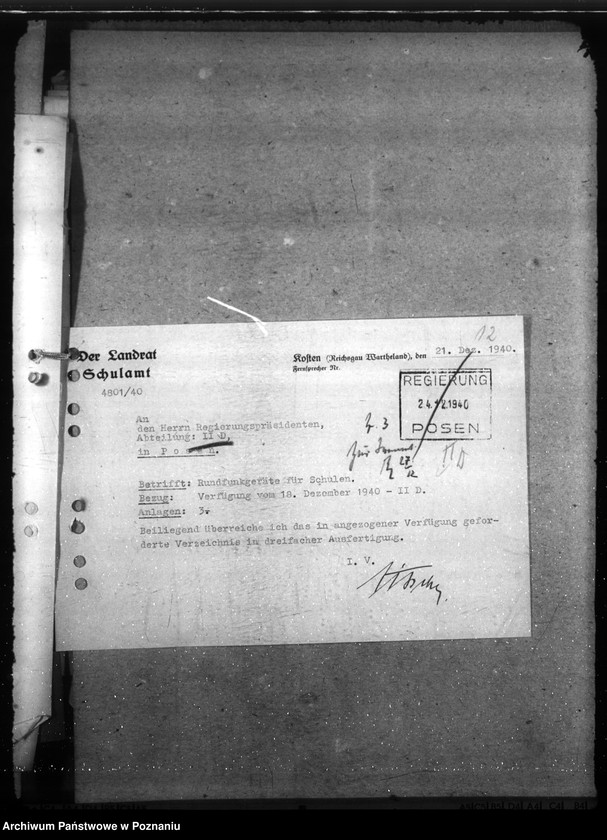 12
Der Landrat
Schulamt
4801/40
Kosten (Reichsgau Wartheland), den 21. Dez. 1940.
Fernsprecher Nr.
REGIERUNG
24.12.1940
POSEN
An
den Herrn Regierungspräsidenten,
Abteilung: II D,
in Posen.
II D
Betrifft: Rundfunkgeräte für Schulen.
Bezug: Verfügung vom 18. Dezember 1940 - II D.
Anlagen: 3.
Beiliegend überreiche ich das in angezogener Verfügung gefor-
derte Verzeichnis in dreifacher Ausfertigung.
I. V.
Archiwum Państwowe w Poznaniu